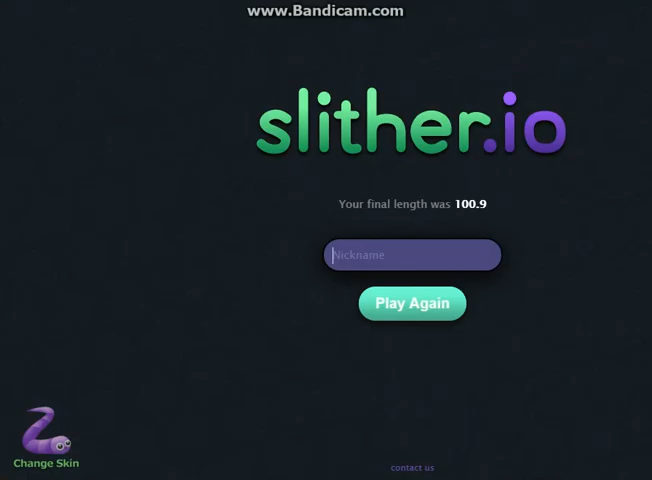 www.Bandicam.com
slither.io
Your final length was 100.9
Nickname
Play Again
Change Skin
contact us